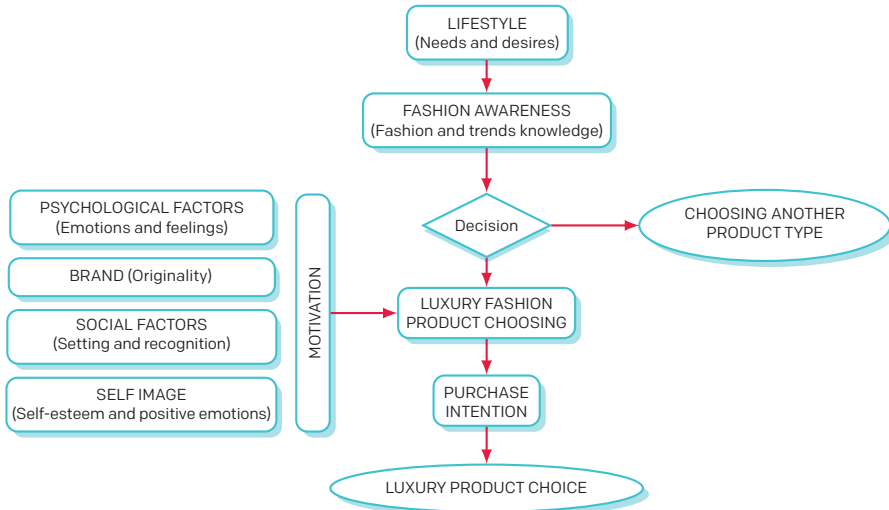 LIFESTYLE
(Needs and desires)
FASHION AWARENESS
(Fashion and trends knowledge)
Decision
CHOOSING ANOTHER
PRODUCT TYPE
PSYCHOLOGICAL FACTORS
(Emotions and feelings)
BRAND (Originality)
SOCIAL FACTORS
(Setting and recognition)
SELF IMAGE
(Self-esteem and positive emotions)
MOTIVATION
LUXURY FASHION
PRODUCT CHOOSING
PURCHASE
INTENTION
LUXURY PRODUCT CHOICE